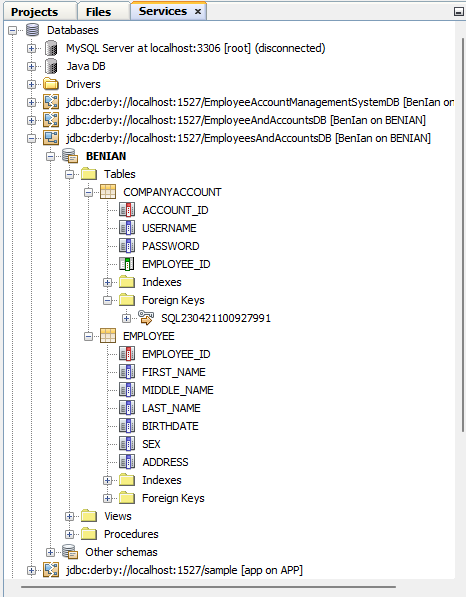 Projects Files Services ×
Databases
MySQL Server at localhost:3306 [root] (disconnected)
Java DB
Drivers
jdbc:derby://localhost:1527/EmployeeAccountManagementSystemDB [BenIan on
jdbc:derby://localhost:1527/EmployeeAndAccountsDB [BenIan on BENIAN]
jdbc:derby://localhost:1527/EmployeesAndAccountsDB [BenIan on BENIAN]
BENIAN
Tables
COMPANYACCOUNT
ACCOUNT_ID
USERNAME
PASSWORD
EMPLOYEE_ID
Indexes
Foreign Keys
SQL230421100927991
EMPLOYEE
EMPLOYEE_ID
FIRST_NAME
MIDDLE_NAME
LAST_NAME
BIRTHDATE
SEX
ADDRESS
Indexes
Foreign Keys
Views
Procedures
Other schemas
jdbc:derby://localhost:1527/sample [app on APP]